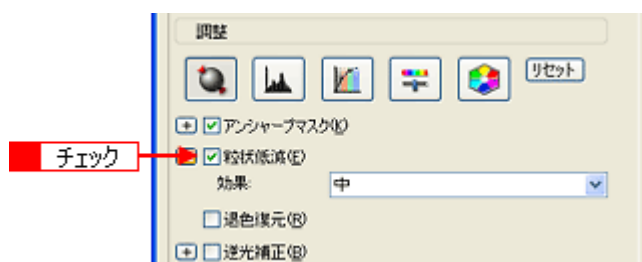 調整
リセット
アンシャープマスク(K)
チェック
粒状低減(E)
効果: 中
退色復元(R)
逆光補正(B)